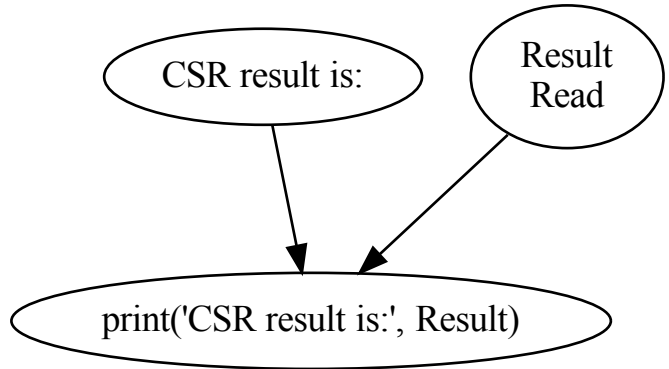 CSR result is:
Result
Read
print('CSR result is:', Result)